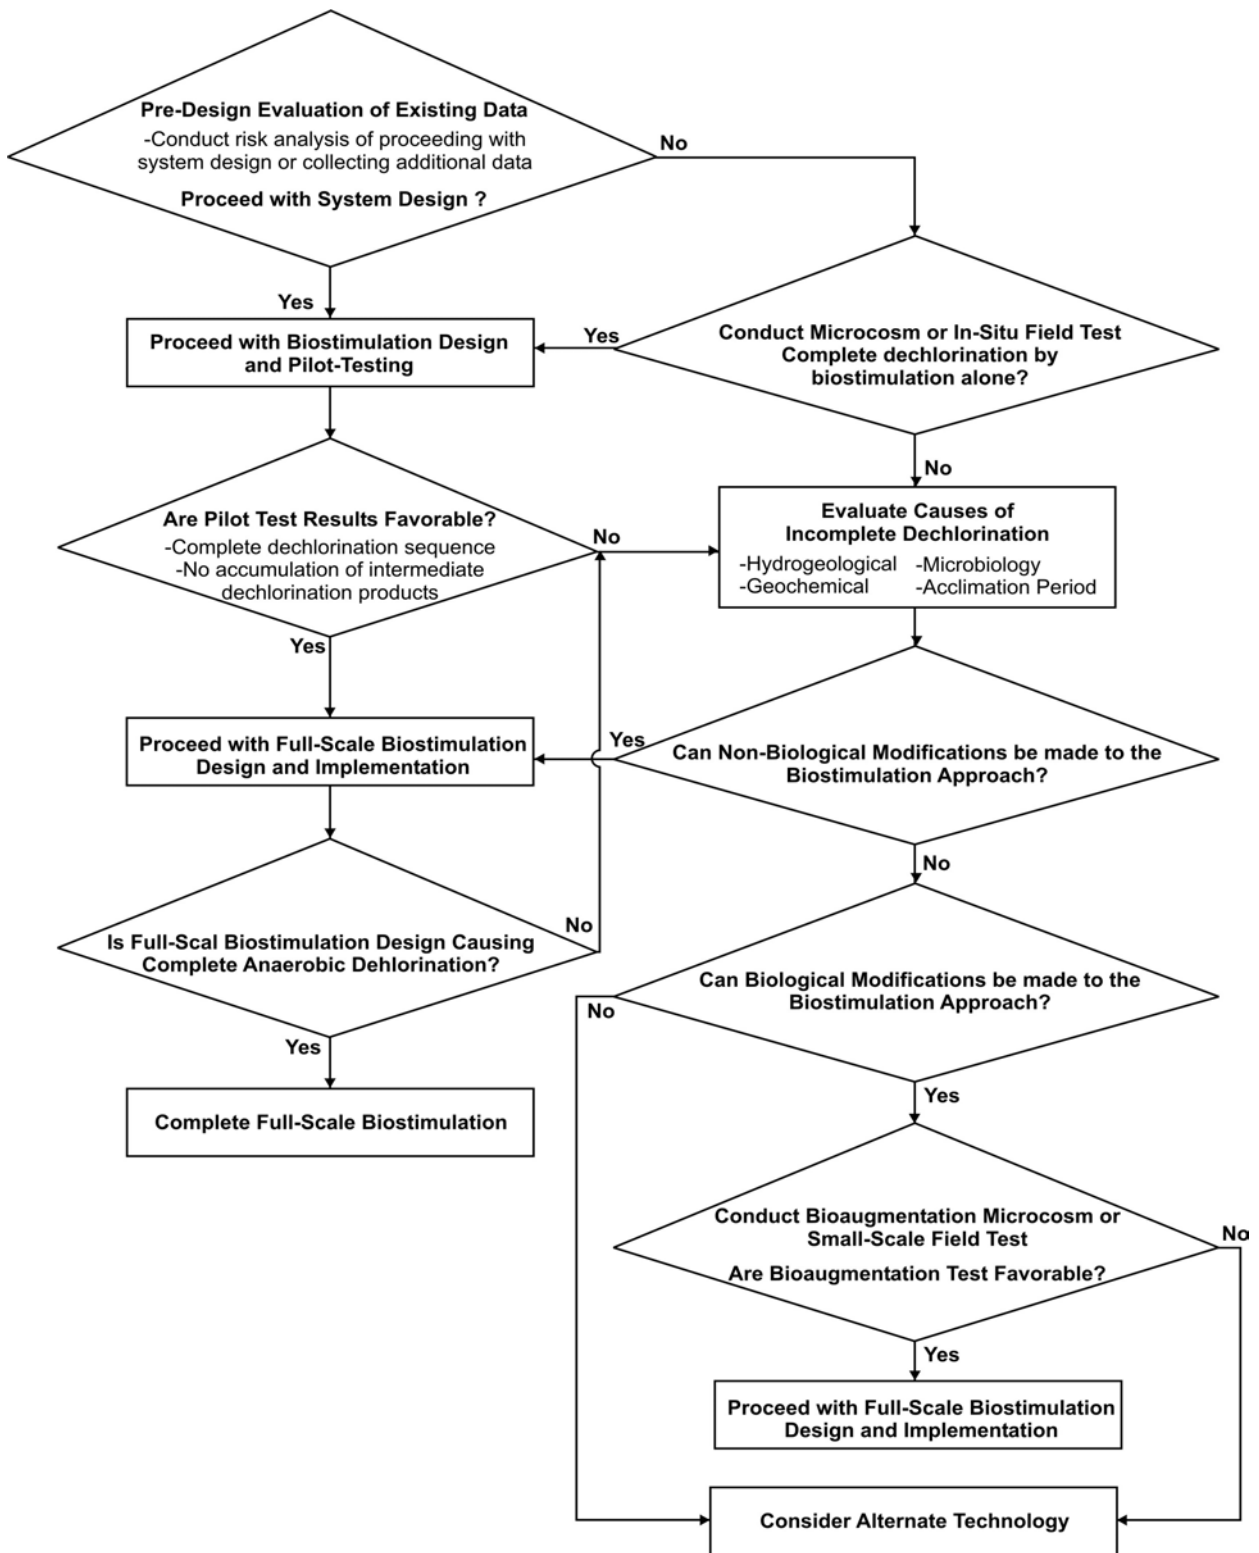 Pre-Design Evaluation of Existing Data
-Conduct risk analysis of proceeding with
system design or collecting additional data
Proceed with System Design ?
No
Yes
Proceed with Biostimulation Design
and Pilot-Testing
Yes
Conduct Microcosm or In-Situ Field Test
Complete dechlorination by
biostimulation alone?
No
Are Pilot Test Results Favorable?
-Complete dechlorination sequence
-No accumulation of intermediate
dechlorination products
No
Yes
Evaluate Causes of
Incomplete Dechlorination
-Hydrogeological -Microbiology
-Geochemical -Acclimation Period
Proceed with Full-Scale Biostimulation
Design and Implementation
Yes
Can Non-Biological Modifications be made to the
Biostimulation Approach?
No
Is Full-Scal Biostimulation Design Causing
Complete Anaerobic Dehlorination?
No
Yes
Complete Full-Scale Biostimulation
Can Biological Modifications be made to the
Biostimulation Approach?
No
Yes
Conduct Bioaugmentation Microcosm or
Small-Scale Field Test
Are Bioaugmentation Test Favorable?
No
Yes
Proceed with Full-Scale Biostimulation
Design and Implementation
Consider Alternate Technology